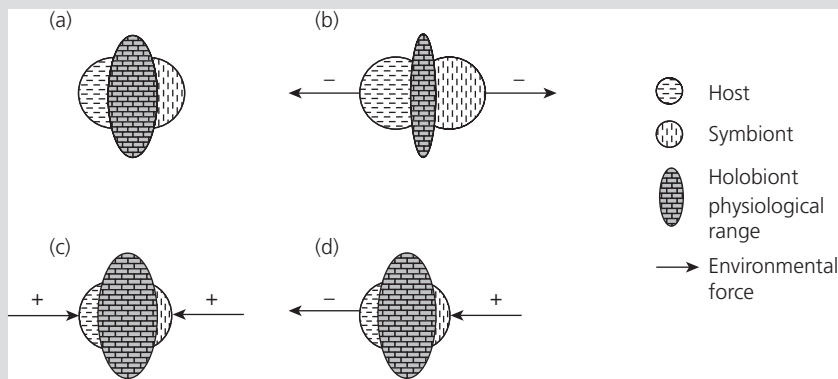 (a)
(b)
− −
Host
Symbiont
Holobiont
physiological
range
(c)
(d)
+ +
− +
Environmental
force